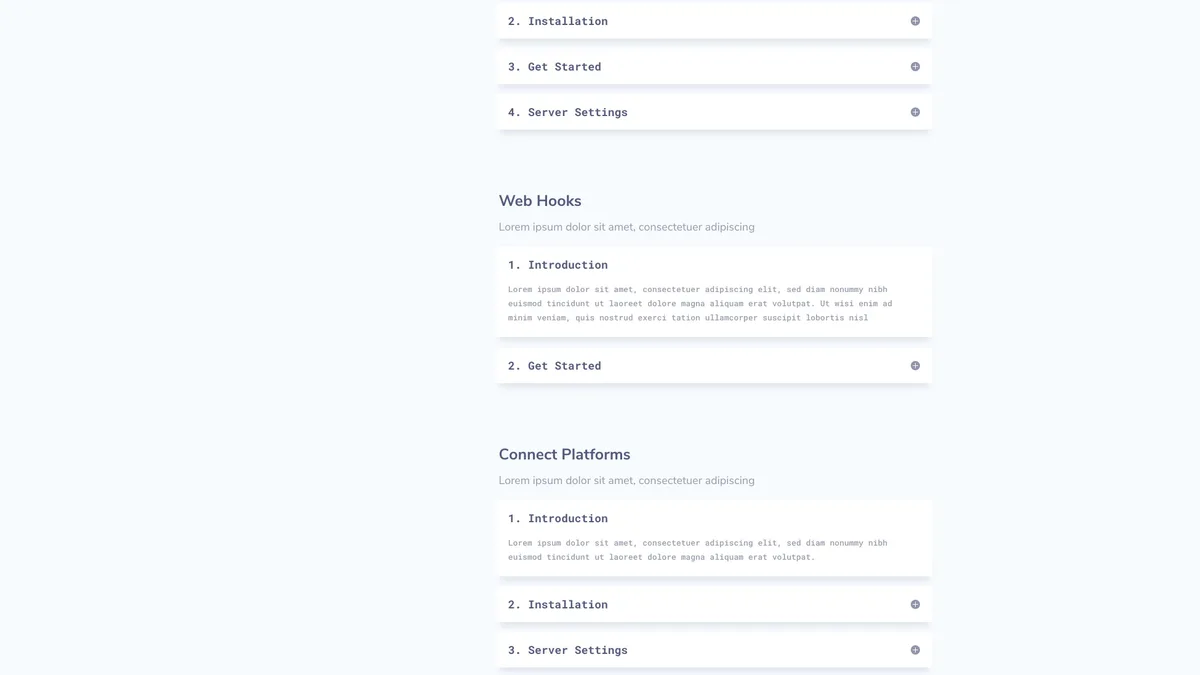 2. Installation
3. Get Started
4. Server Settings
Web Hooks
Lorem ipsum dolor sit amet, consectetuer adipiscing
1. Introduction
Lorem ipsum dolor sit amet, consectetuer adipiscing elit, sed diam nonummy nibh
euismod tincidunt ut laoreet dolore magna aliquam erat volutpat. Ut wisi enim ad
minim veniam, quis nostrud exerci tation ullamcorper suscipit lobortis nisl
2. Get Started
Connect Platforms
Lorem ipsum dolor sit amet, consectetuer adipiscing
1. Introduction
Lorem ipsum dolor sit amet, consectetuer adipiscing elit, sed diam nonummy nibh
euismod tincidunt ut laoreet dolore magna aliquam erat volutpat.
2. Installation
3. Server Settings